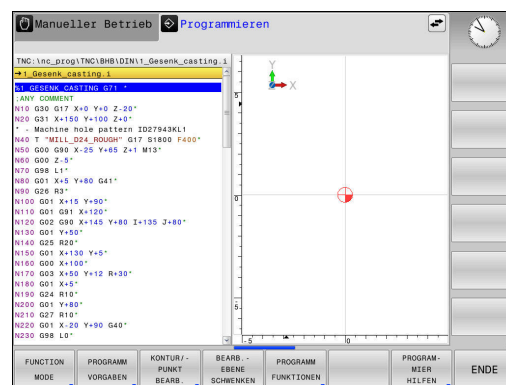 Manueller Betrieb
Programmieren
TNC:\nc_prog\TNC\BHB\DIN\1_Gesenk_casting.i
→1_Gesenk_casting.i
%1_GESENK_CASTING G71 *
;ANY COMMENT
N10 G30 G17 X+0 Y+0 Z-20*
N20 G31 X+150 Y+100 Z+0*
* - Machine hole pattern ID27943KL1
N40 T "MILL_D24_ROUGH" G17 S1800 F400*
N50 G00 G90 X-25 Y+65 Z+1 M13*
N60 G00 Z-5*
N70 G98 L1*
N80 G01 X+5 Y+80 G41*
N90 G26 R3*
N100 G01 X+15 Y+90*
N110 G01 G91 X+120*
N120 G02 G90 X+145 Y+80 I+135 J+80*
N130 G01 Y+50*
N140 G25 R20*
N150 G01 X+130 Y+5*
N160 G00 X+100*
N170 G03 X+50 Y+12 R+30*
N180 G01 X+5*
N190 G24 R10*
N200 G01 Y+80*
N210 G27 R10*
N220 G01 X-20 Y+90 G40*
N230 G98 L0*
Y
X
5
0
5
-5
0
FUNCTION
MODE
PROGRAMM
VORGABEN
KONTUR/-
PUNKT
BEARB.
BEARB.-
EBENE
SCHWENKEN
PROGRAMM
FUNKTIONEN
PROGRAM-
MIER
HILFEN
ENDE